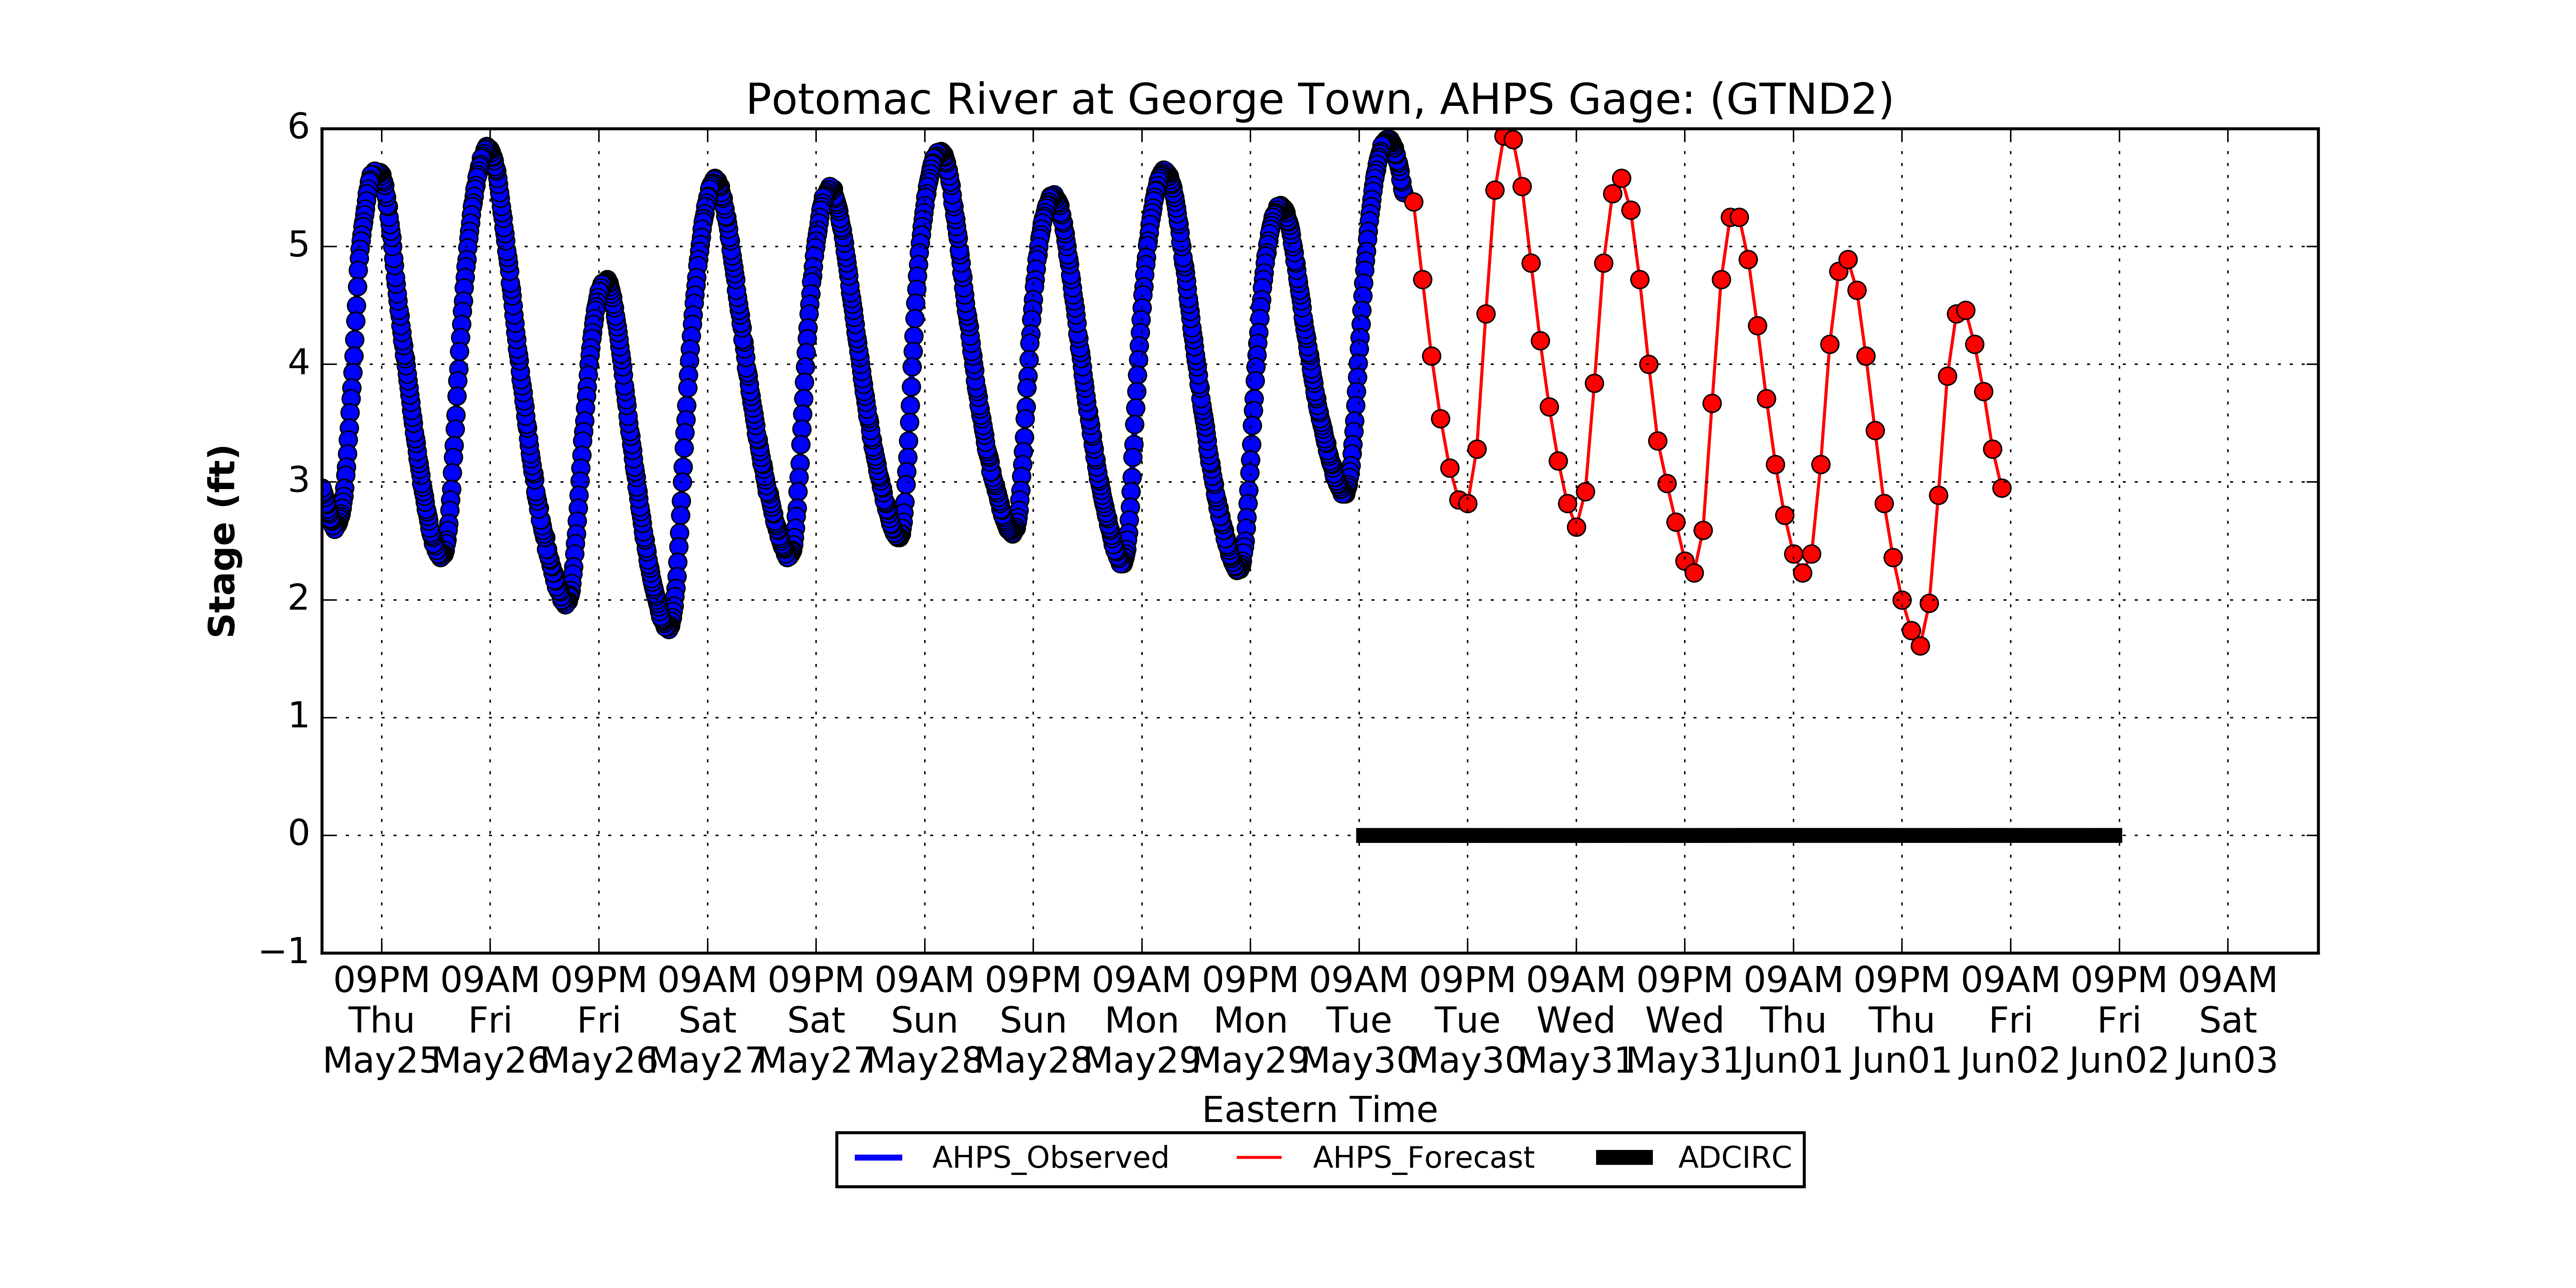 Potomac River at George Town, AHPS Gage: (GTND2)
6
5
4
3
2
1
0
−1
Stage (ft)
09PM 09AM 09PM 09AM 09PM 09AM 09PM 09AM 09PM 09AM 09PM 09AM 09PM 09AM 09PM 09AM 09PM 09AM
Thu Fri Fri Sat Sat Sun Sun Mon Mon Tue Tue Wed Wed Thu Thu Fri Fri Sat
May25 May26 May26 May27 May27 May28 May28 May29 May29 May30 May30 May31 May31 Jun01 Jun01 Jun02 Jun02 Jun03
Eastern Time
AHPS_Observed AHPS_Forecast ADCIRC